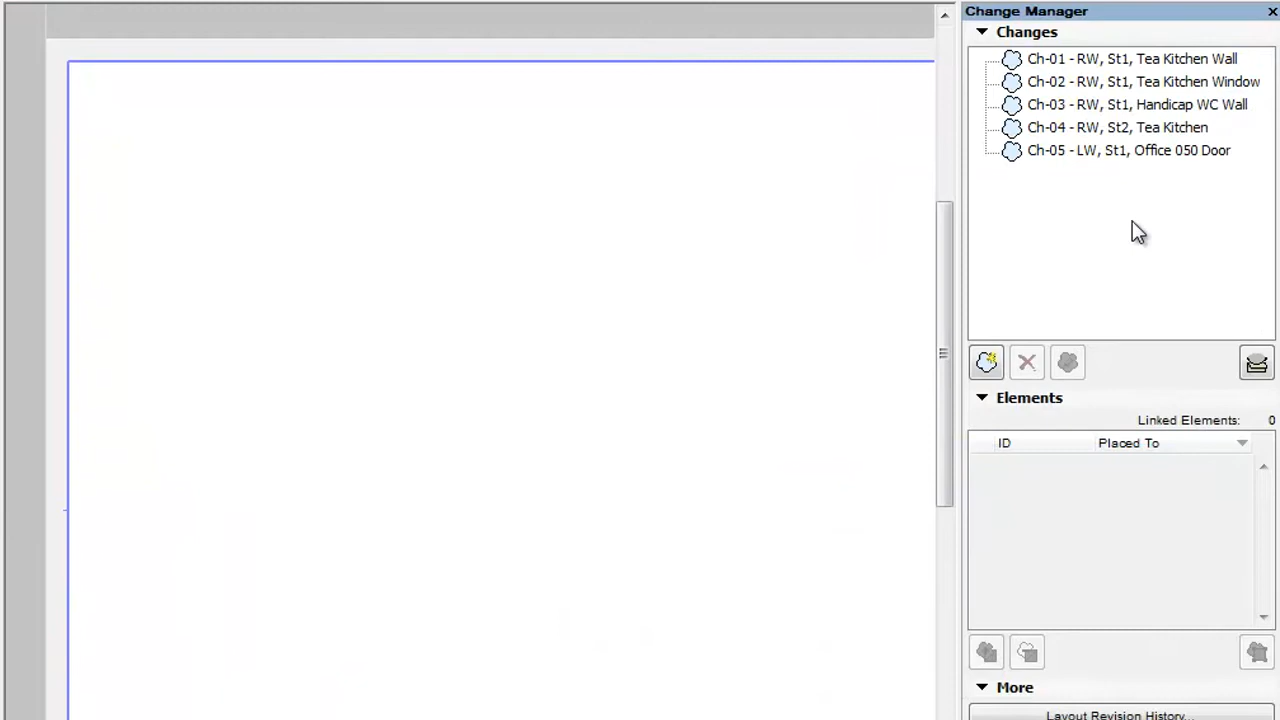 Change Manager
Changes
Ch-01 - RW, St1, Tea Kitchen Wall
Ch-02 - RW, St1, Tea Kitchen Window
Ch-03 - RW, St1, Handicap WC Wall
Ch-04 - RW, St2, Tea Kitchen
Ch-05 - LW, St1, Office 050 Door
Elements
Linked Elements: 0
ID Placed To
More
Layout Revision History...